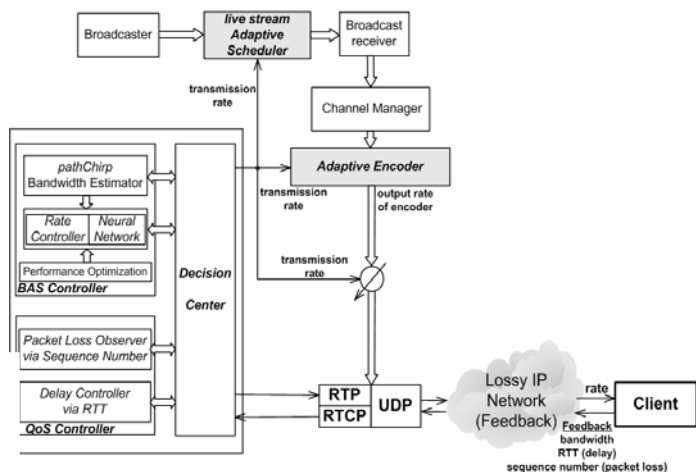 live stream
Adaptive
Scheduler
Broadcaster
Broadcast
receiver
transmission
rate
Channel Manager
pathChirp
Bandwidth Estimator
Adaptive Encoder
transmission
rate
output rate
of encoder
Rate
Controller
Neural
Network
Performance Optimization
BAS Controller
Decision
Center
transmission
rate
Packet Loss Observer
via Sequence Number
Delay Controller
via RTT
QoS Controller
RTP
RTCP
UDP
Lossy IP
Network
(Feedback)
rate
Client
Feedback
bandwidth
RTT (delay)
sequence number (packet loss)